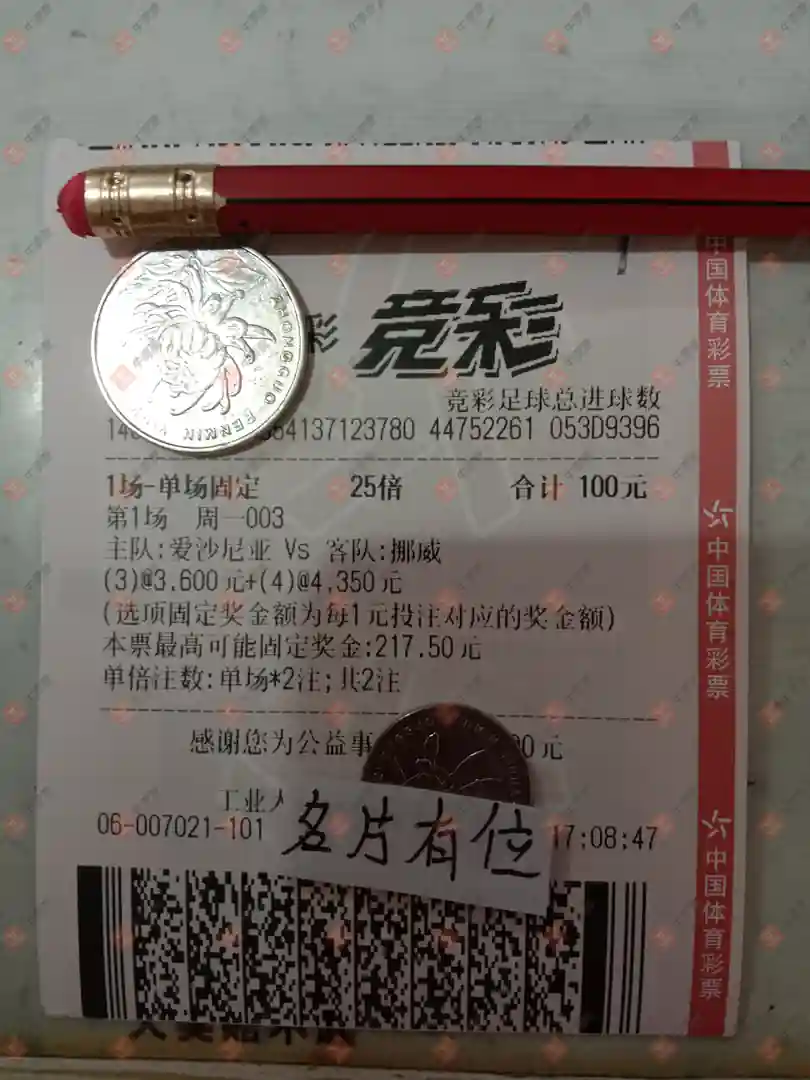 彩 竞彩
竞彩足球总进球数
64137123780 44752261 053D9396
1场-单场固定 25倍 合计 100元
第1场 周一003
主队:爱沙尼亚 Vs 客队:挪威
(3)@3.600元+(4)@4.350元
(选项固定奖金额为每1元投注对应的奖金额)
本票最高可能固定奖金:217.50元
单倍注数:单场*2注;共2注
感谢您为公益事 00元
工业
06-007021-101 17:08:47
名片有位
ZHONGGUO RENMIN
中国体育彩票
中国体育彩票
中国体育彩票